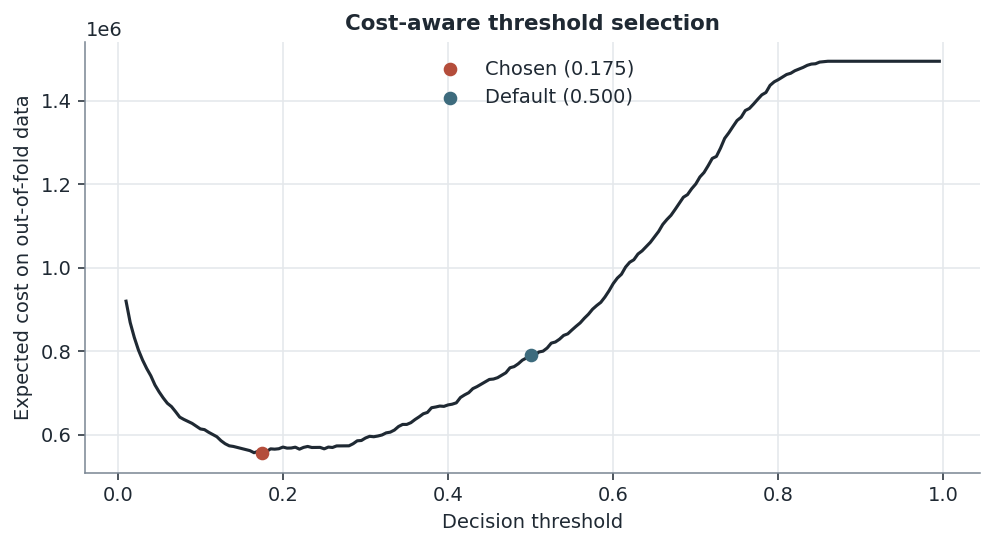 Cost-aware threshold selection
1e6
Chosen (0.175)
Default (0.500)
Expected cost on out-of-fold data
1.4
1.2
1.0
0.8
0.6
0.0 0.2 0.4 0.6 0.8 1.0
Decision threshold